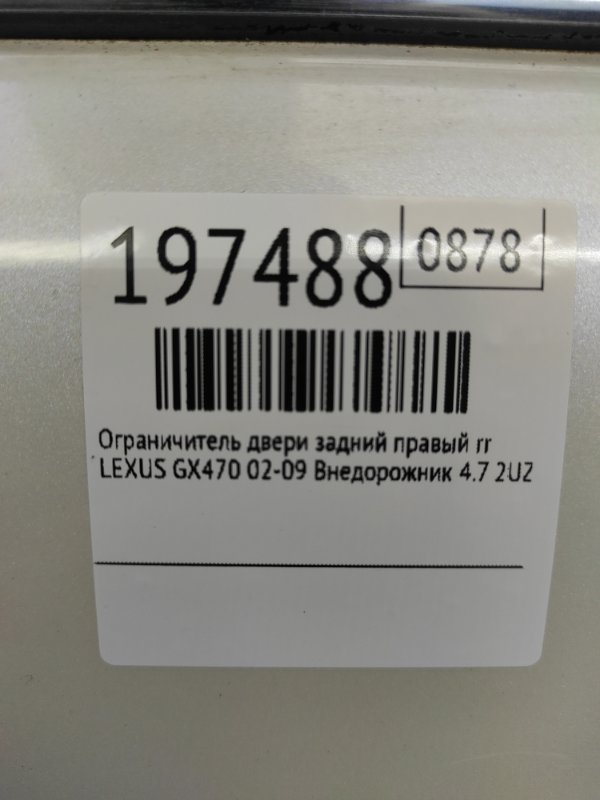 197488 0878
Ограничитель двери задний правый rr
LEXUS GX470 02-09 Внедорожник 4.7 2UZ